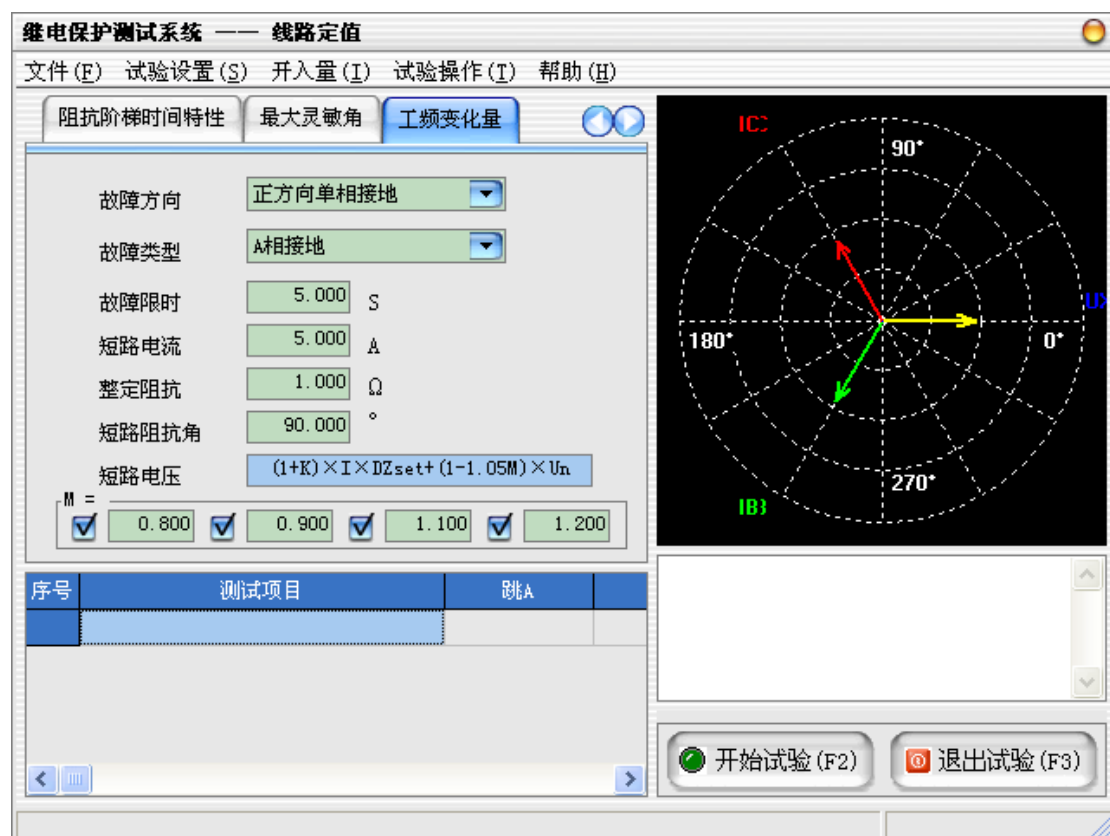 继电保护测试系统 —— 线路定值
文件(F) 试验设置(S) 开入量(I) 试验操作(T) 帮助(H)
阻抗阶梯时间特性 最大灵敏角 工频变化量
故障方向 正方向单相接地
故障类型 A相接地
故障限时 5.000 S
短路电流 5.000 A
整定阻抗 1.000 Ω
短路阻抗角 90.000 °
短路电压 (1+K)×I×DZset+(1-1.05M)×Un
M =
0.800 0.900 1.100 1.200
序号 测试项目 跳A
90°
180° 0°
270°
开始试验(F2) 退出试验(F3)